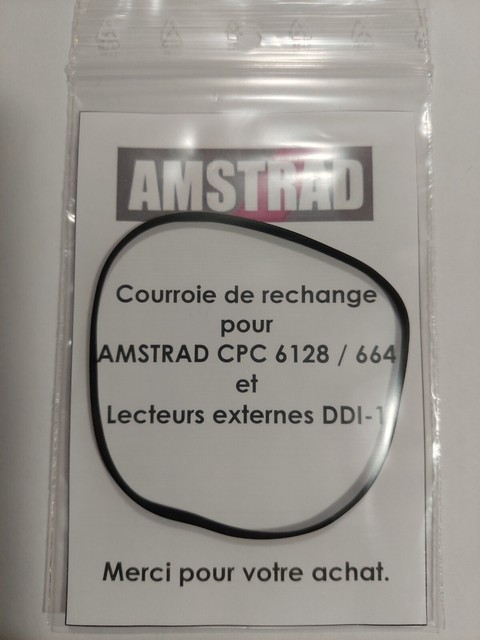 AMSTRAD
Courroie de rechange
pour
AMSTRAD CPC 6128 / 664
et
Lecteurs externes DDI-1
Merci pour votre achat.